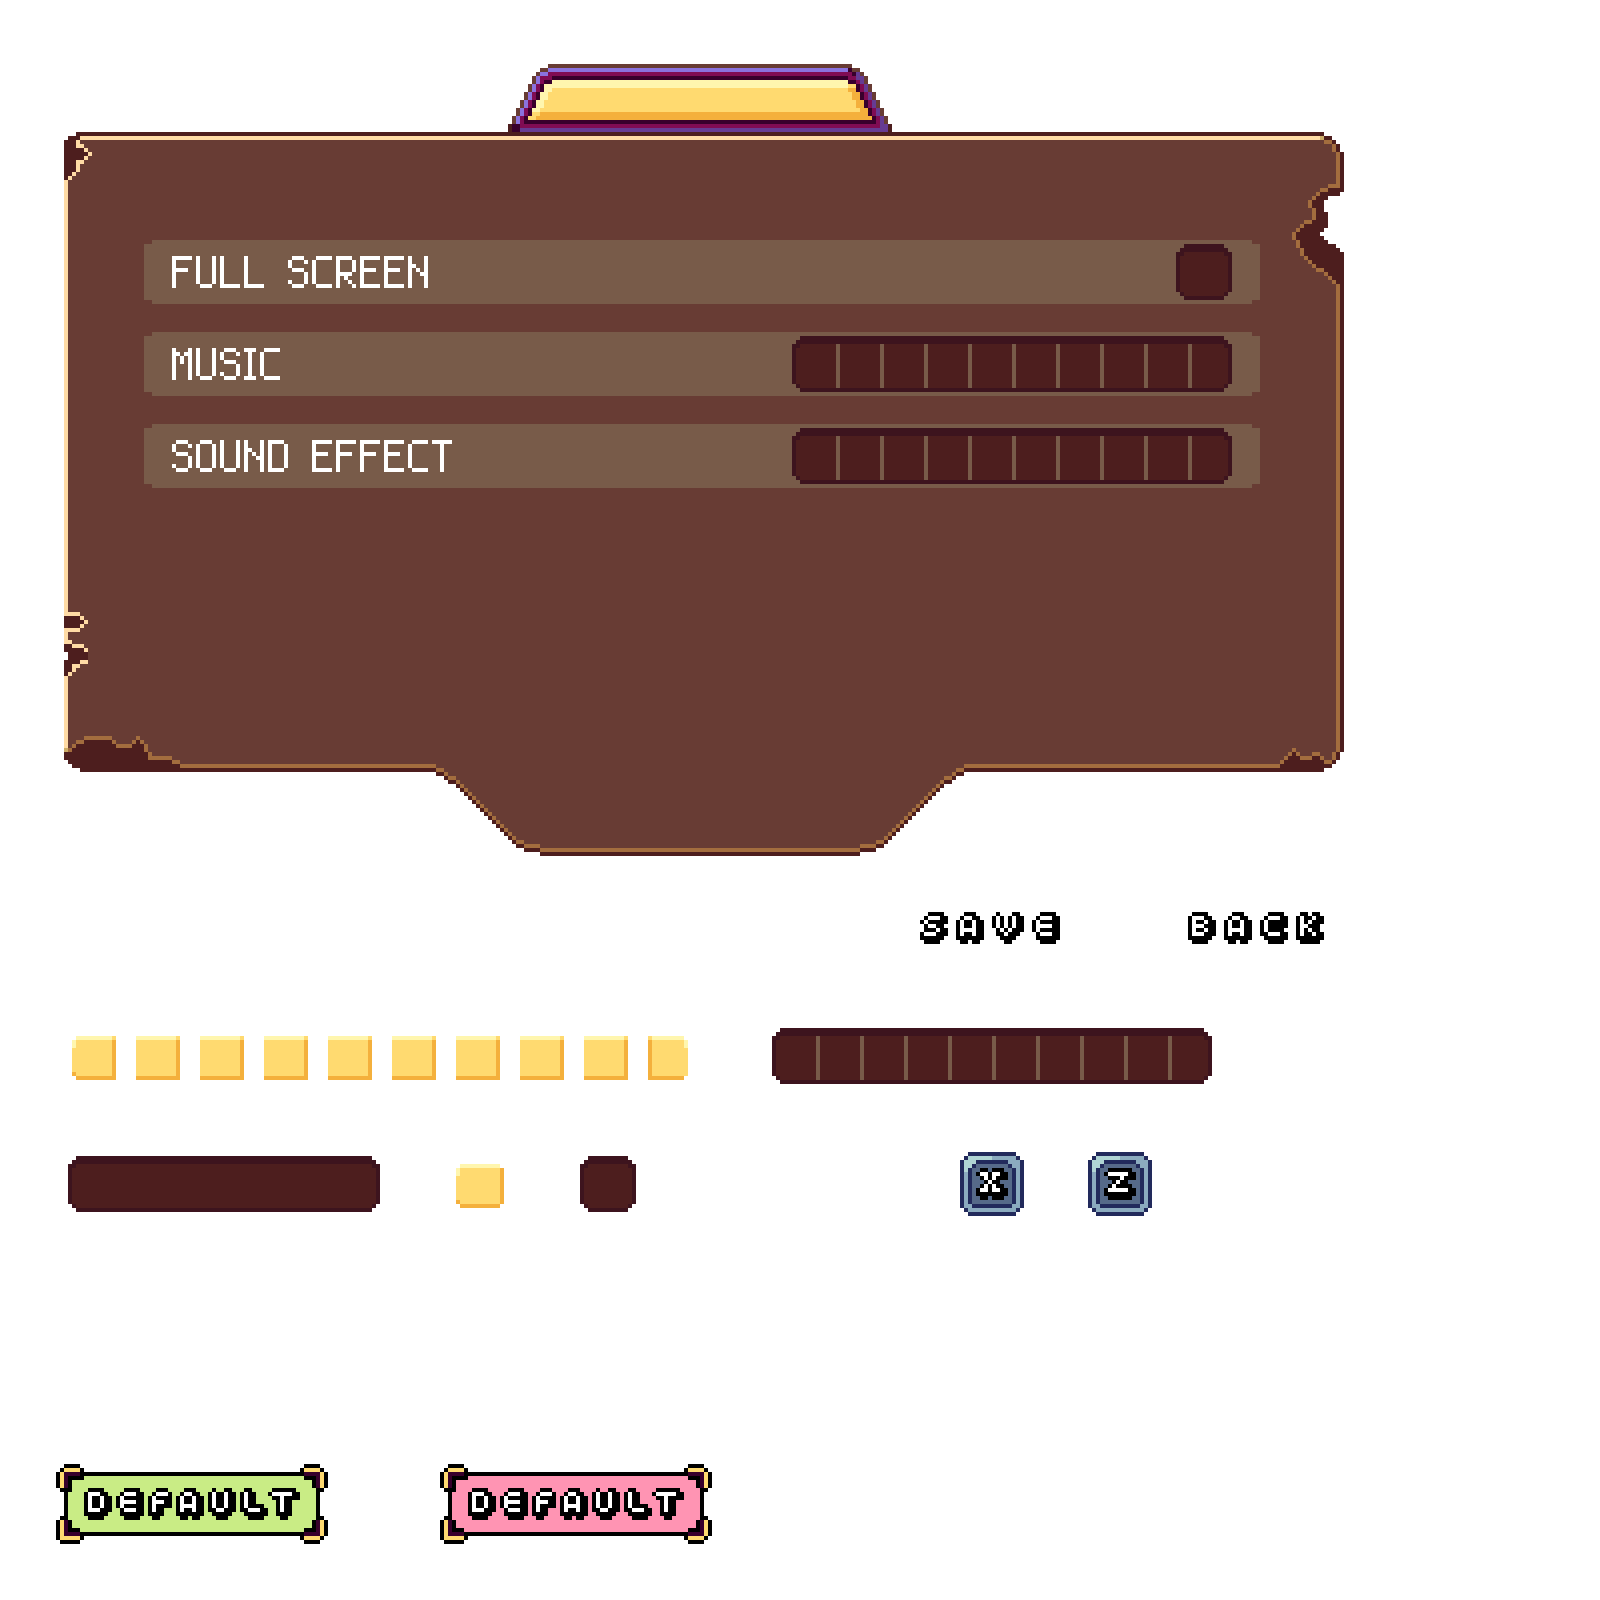 FULL SCREEN
MUSIC
SOUND EFFECT
SAVE BACK
X Z
DEFAULT DEFAULT